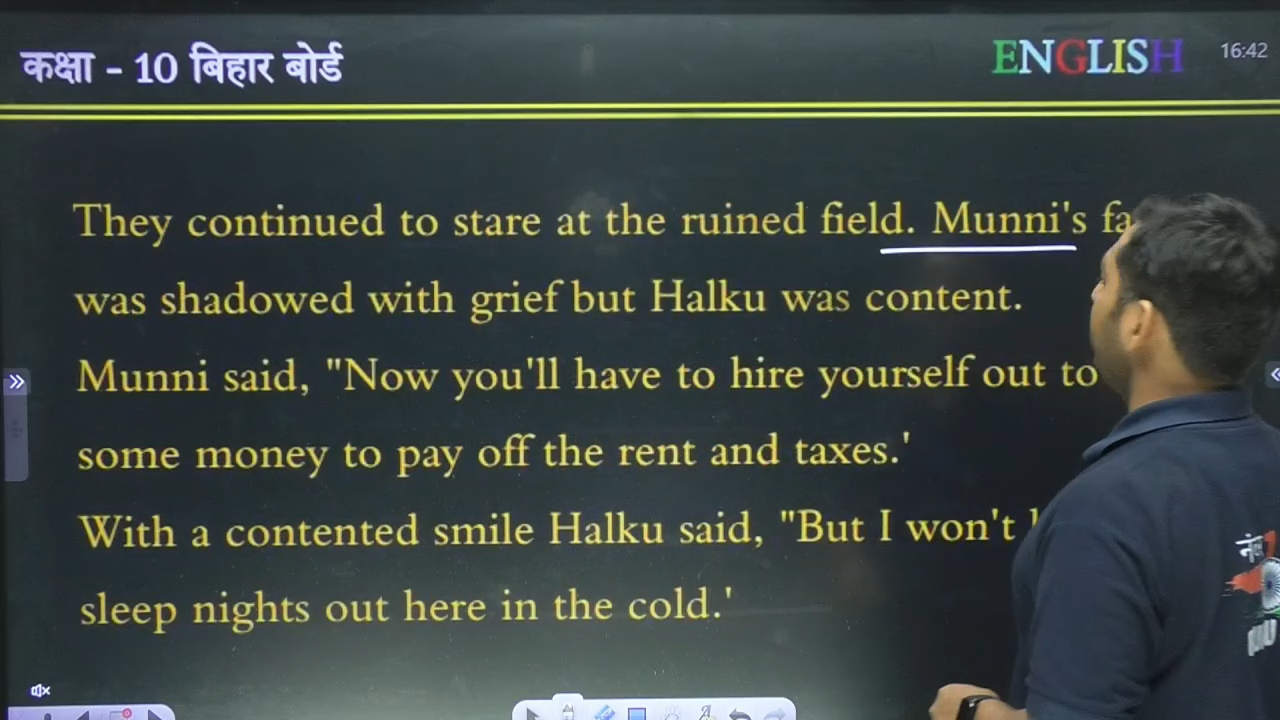 कक्षा - 10 बिहार बोर्ड
ENGLISH
16:42
They continued to stare at the ruined field. Munni's
was shadowed with grief but Halku was content.
Munni said, "Now you'll have to hire yourself out to
some money to pay off the rent and taxes.'
With a contented smile Halku said, "But I won't
sleep nights out here in the cold.'